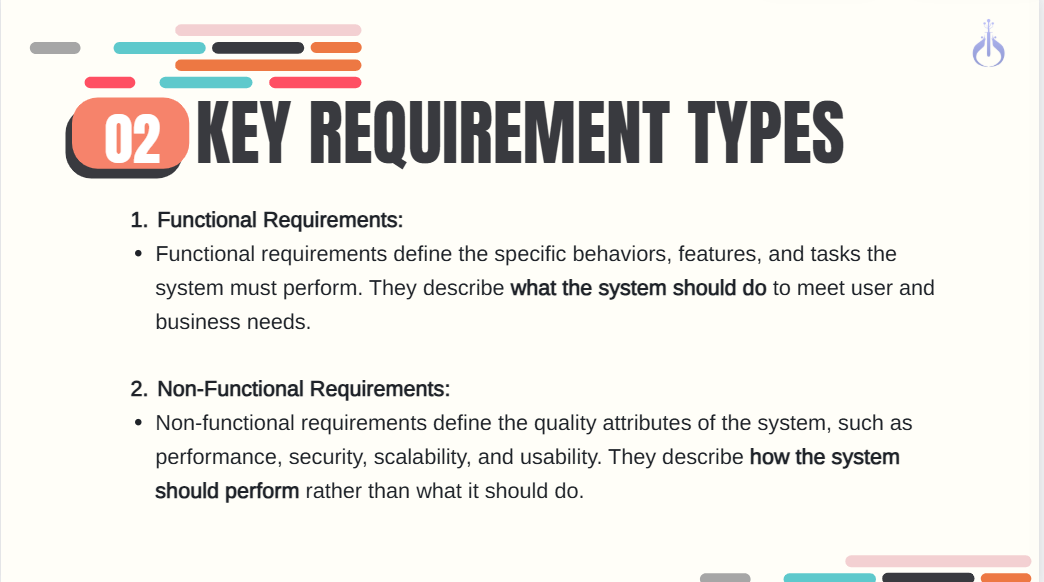 02 KEY REQUIREMENT TYPES
1. Functional Requirements:
• Functional requirements define the specific behaviors, features, and tasks the
system must perform. They describe what the system should do to meet user and
business needs.
2. Non-Functional Requirements:
• Non-functional requirements define the quality attributes of the system, such as
performance, security, scalability, and usability. They describe how the system
should perform rather than what it should do.